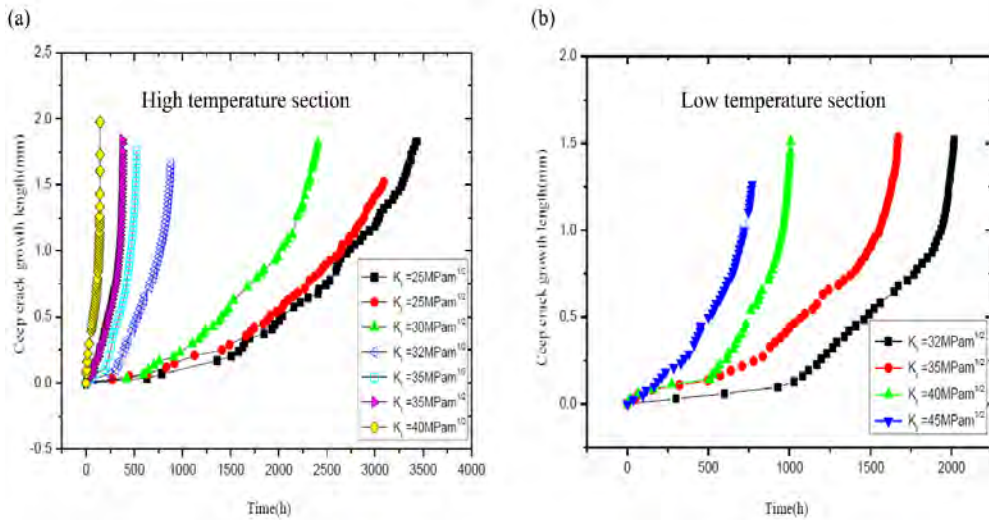 (a)
(b)
Ceep crack growth length(mm)
2.5
2.0
1.5
1.0
0.5
0.0
-0.5
High temperature section
K_I=25MPam^1/2
K_I=25MPam^1/2
K_I=30MPam^1/2
K_I=32MPam^1/2
K_I=35MPam^1/2
K_I=35MPam^1/2
K_I=40MPam^1/2
0 500 1000 1500 2000 2500 3000 3500 4000
Time(h)
Ceep crack growth length(mm)
2.0
1.5
1.0
0.5
0.0
Low temperature section
K_I=32MPam^1/2
K_I=35MPam^1/2
K_I=40MPam^1/2
K_I=45MPam^1/2
0 500 1000 1500 2000
Time(h)